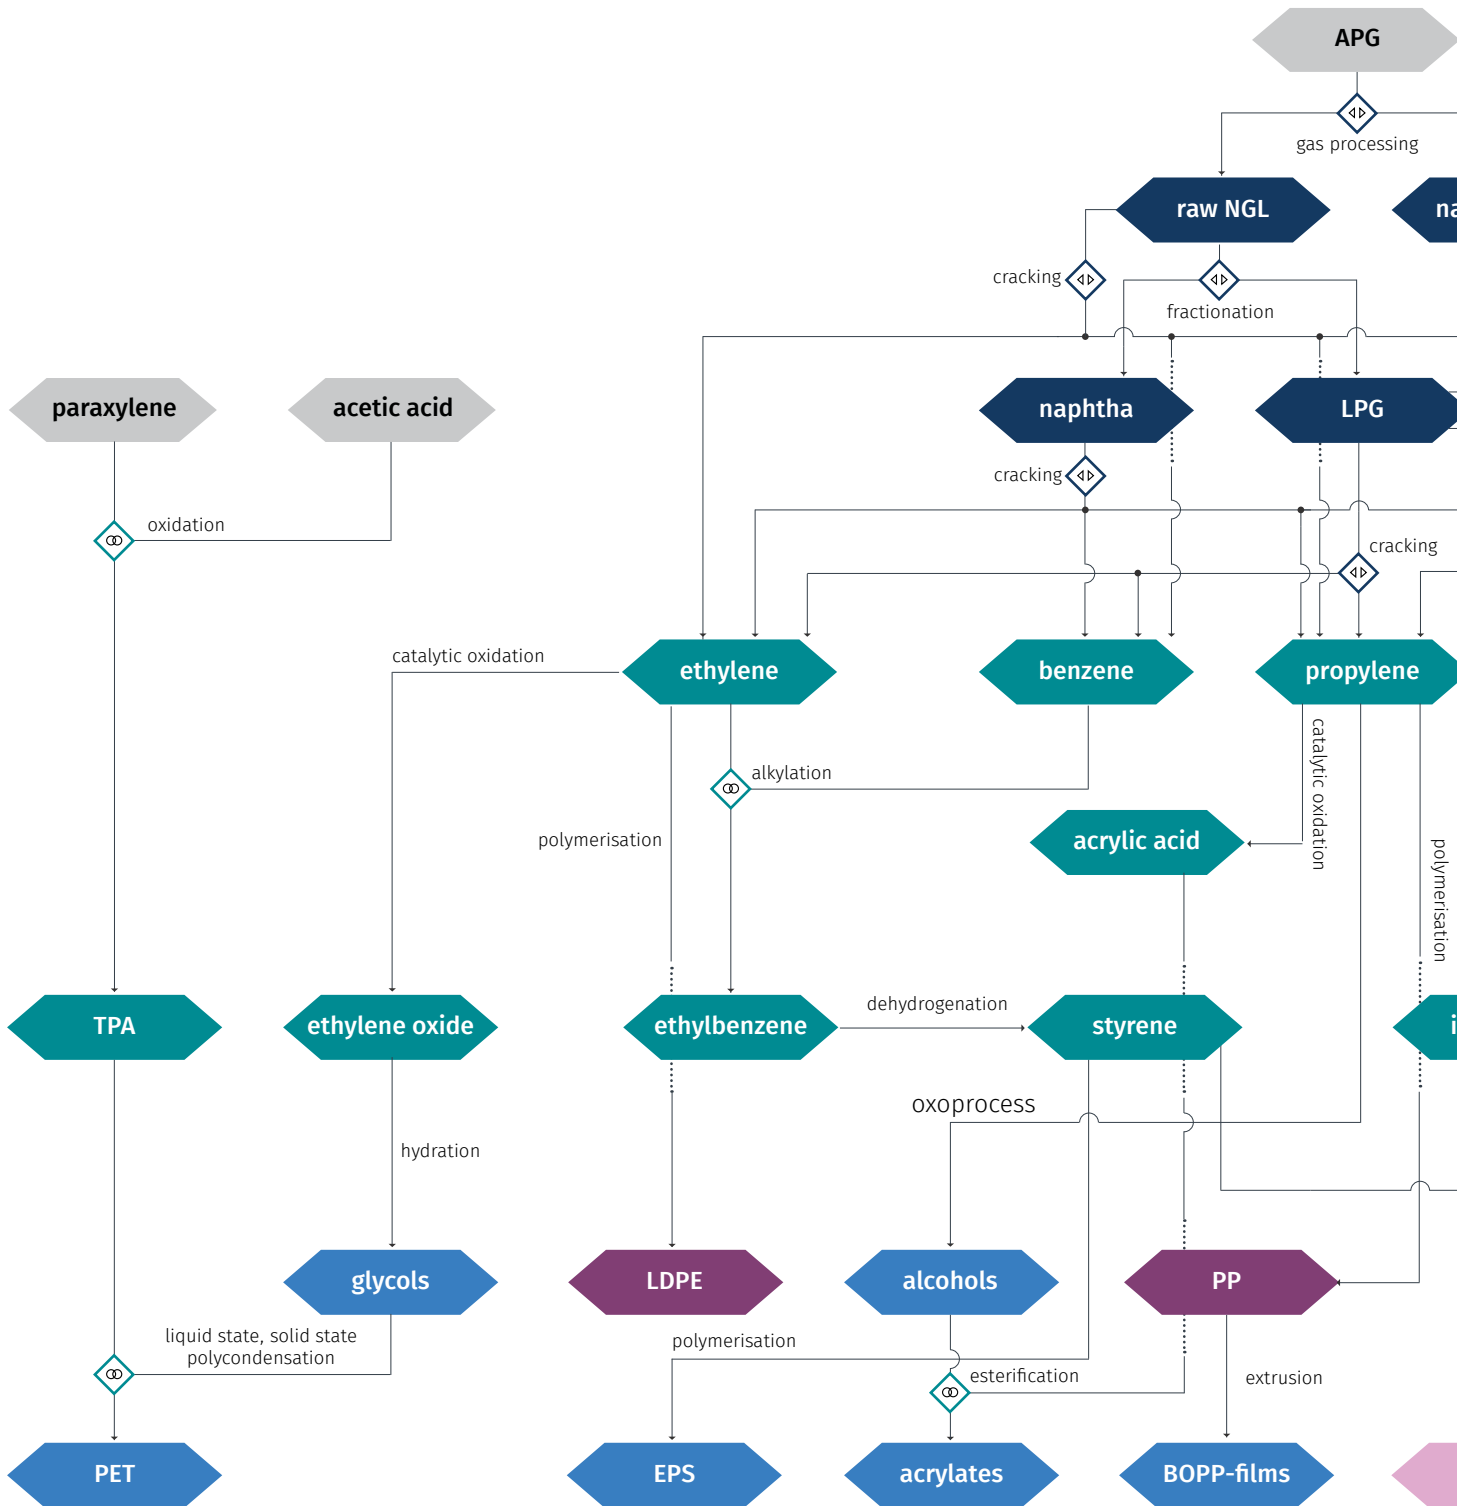 APG
gas processing
raw NGL
na
cracking
fractionation
paraxylene
acetic acid
naphtha
LPG
cracking
oxidation
cracking
catalytic oxidation
ethylene
benzene
propylene
catalytic oxidation
alkylation
polymerisation
acrylic acid
polymerisation
TPA
ethylene oxide
ethylbenzene
dehydrogenation
styrene
i
oxoprocess
hydration
glycols
LDPE
alcohols
PP
liquid state, solid state
polycondensation
polymerisation
esterification
extrusion
PET
EPS
acrylates
BOPP-films